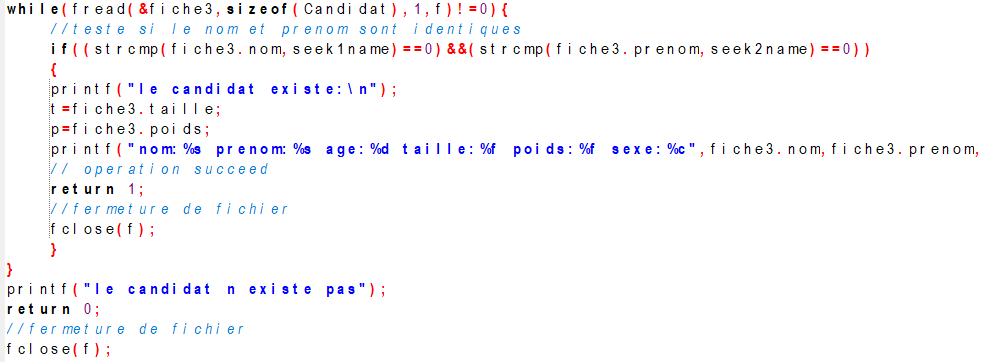 while(fread(&fiche3,sizeof(Candidat),1,f)!=0){
//teste si le nom et prenom sont identiques
if((strcmp(fiche3.nom,seek1name)==0)&&(strcmp(fiche3.prenom,seek2name)==0))
{
printf("le candidat existe:\n");
t=fiche3.taille;
p=fiche3.poids;
printf("nom:%s prenom:%s age:%d taille:%f poids:%f sexe:%c",fiche3.nom,fiche3.prenom,
// operation succeed
return 1;
//fermeture de fichier
fclose(f);
}
}
printf("le candidat n existe pas");
return 0;
//fermeture de fichier
fclose(f);